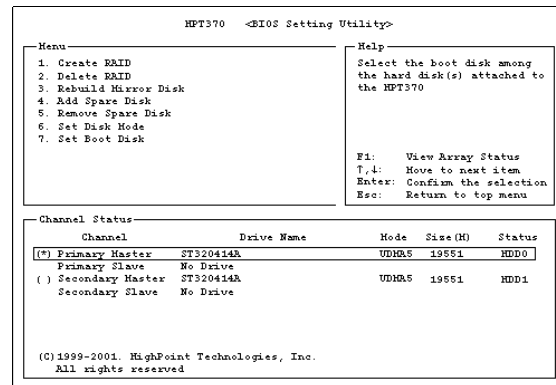 HPT370 <BIOS Setting Utility>
Menu
1. Create RAID
2. Delete RAID
3. Rebuild Mirror Disk
4. Add Spare Disk
5. Remove Spare Disk
6. Set Disk Mode
7. Set Boot Disk
Help
Select the boot disk among
the hard disk(s) attached to
the HPT370
F1: View Array Status
↑,↓: Move to next item
Enter: Confirm the selection
Esc: Return to top menu
Channel Status
Channel Drive Name Mode Size(M) Status
(*) Primary Master ST320414A UDMA5 19551 HDD0
Primary Slave No Drive
( ) Secondary Master ST320414A UDMA5 19551 HDD1
Secondary Slave No Drive
(C)1999-2001. HighPoint Technologies, Inc.
All rights reserved